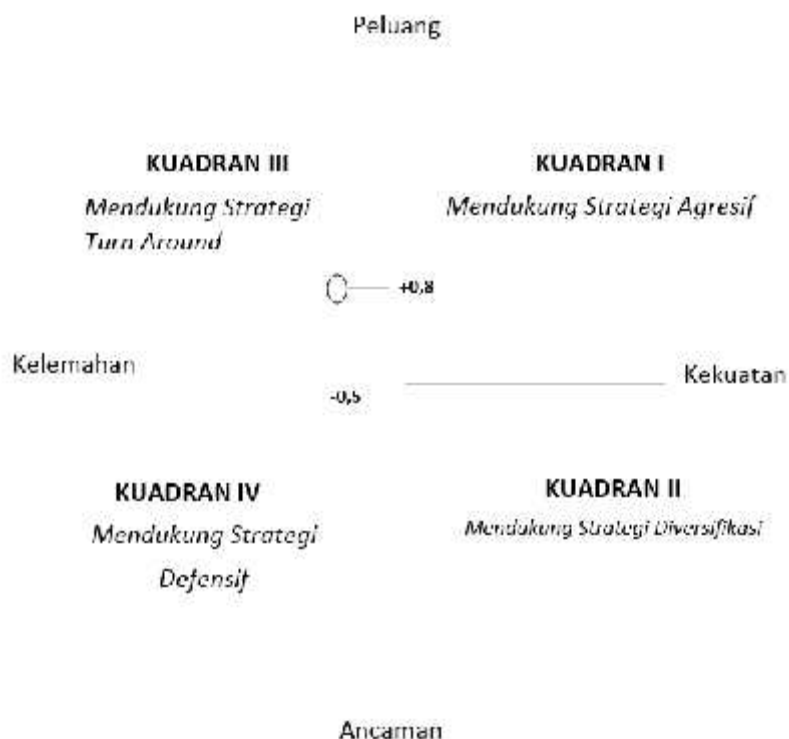 Peluang
KUADRAN III
Mendukung Strategi
Turn Around
KUADRAN I
Mendukung Strategi Agresif
+0,8
Kelemahan
Kekuatan
-0,5
KUADRAN IV
Mendukung Strategi
Defensif
KUADRAN II
Mendukung Strategi Diversifikasi
Ancaman